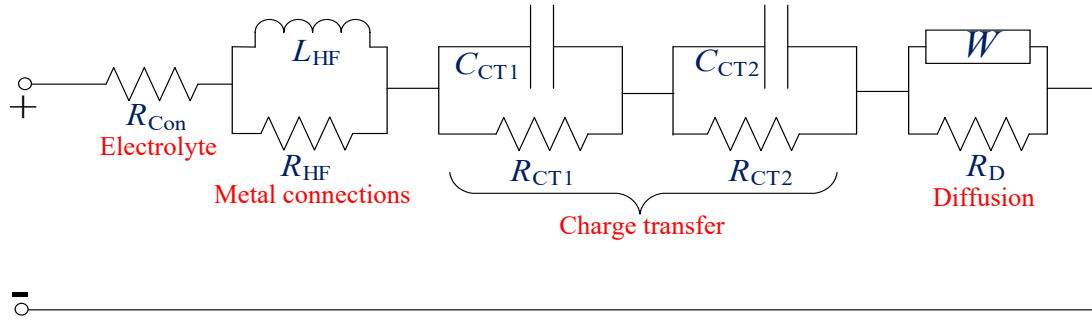 L_HF
C_CT1
C_CT2
W
+
R_Con
Electrolyte
R_HF
Metal connections
R_CT1
R_CT2
Charge transfer
R_D
Diffusion
-